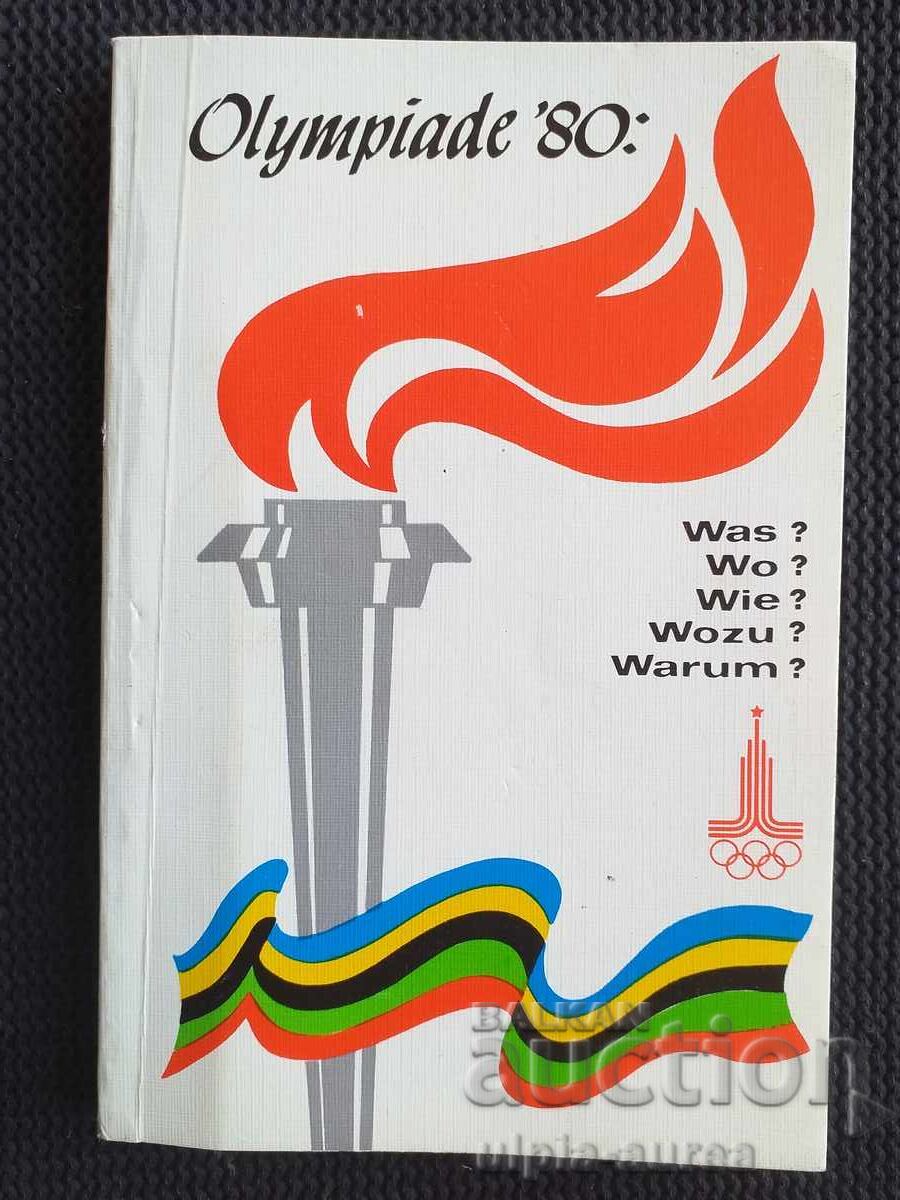 Olympiade '80:
Was ?
Wo ?
Wie ?
Wozu ?
Warum ?
BALKAN
auction
ulpia-aurea